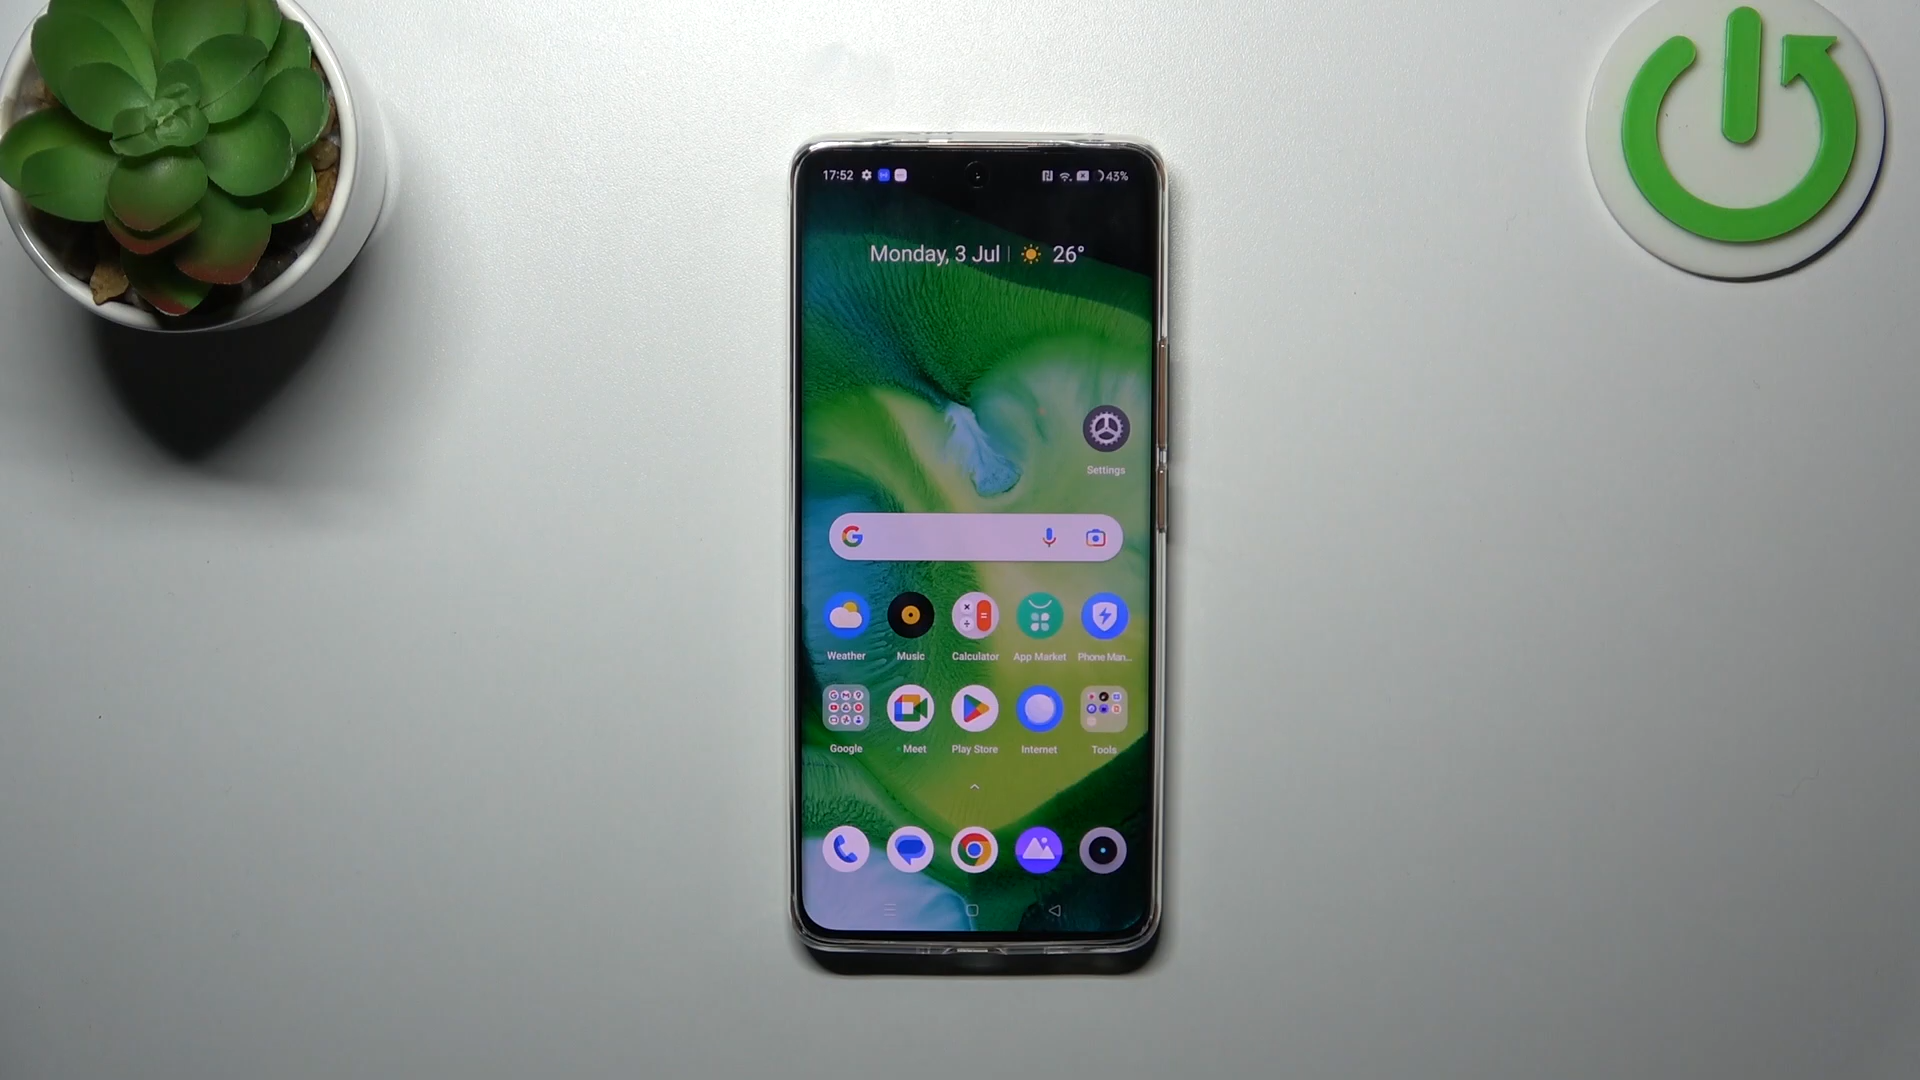 17:52 43%
Monday, 3 Jul 26°
Settings
Weather Music Calculator App Market Phone Man...
Google Meet Play Store Internet Tools